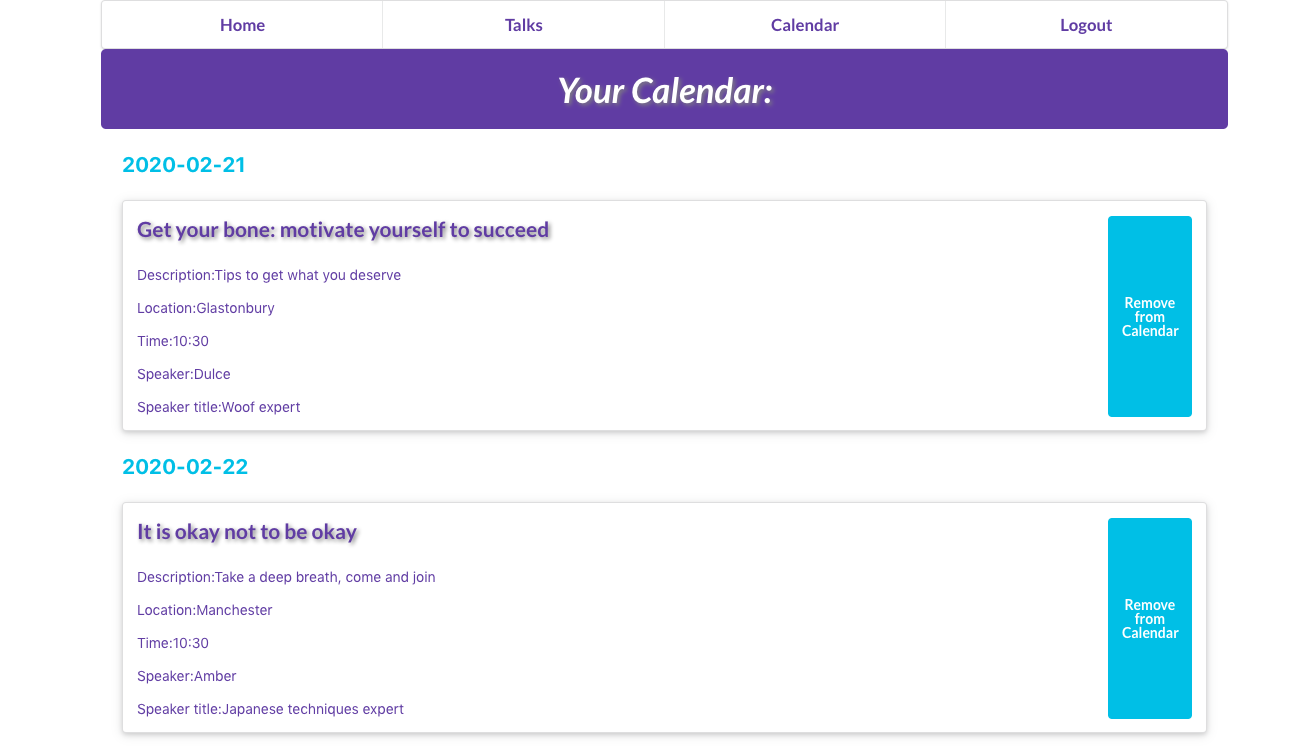 Home Talks Calendar Logout
Your Calendar:
2020-02-21
Get your bone: motivate yourself to succeed
Description:Tips to get what you deserve
Location:Glastonbury
Time:10:30
Speaker:Dulce
Speaker title:Woof expert
Remove
from
Calendar
2020-02-22
It is okay not to be okay
Description:Take a deep breath, come and join
Location:Manchester
Time:10:30
Speaker:Amber
Speaker title:Japanese techniques expert
Remove
from
Calendar